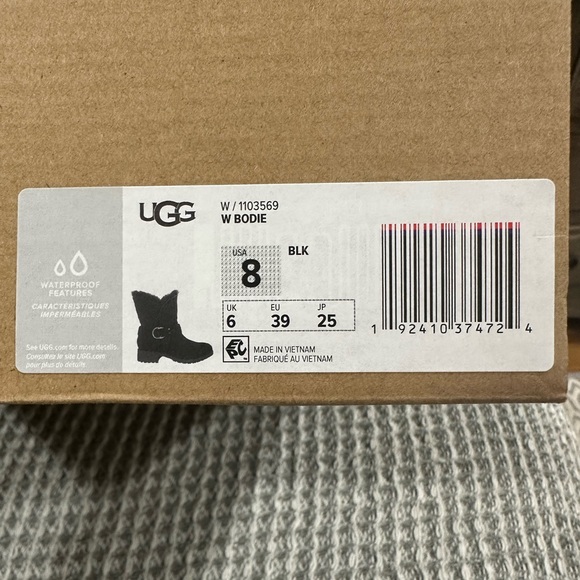 UGG
W / 1103569
W BODIE
WATERPROOF
FEATURES
CARACTÉRISTIQUES
IMPERMÉABLES
See UGG.com for more details.
Consultez le site UGG.com
pour plus de détails.
USA
8
BLK
UK
6
EU
39
JP
25
MADE IN VIETNAM
FABRIQUÉ AU VIETNAM
1 92410 37472 4